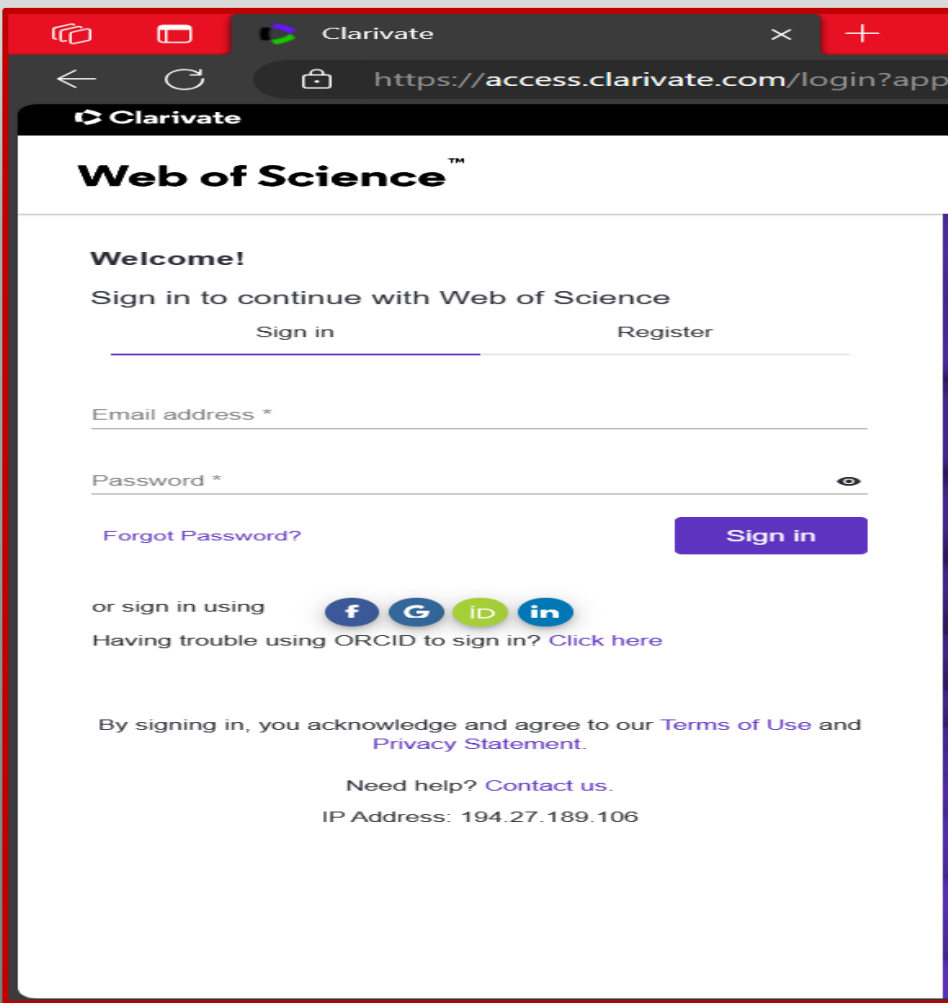 Clarivate
https://access.clarivate.com/login?app
Clarivate
Web of Science™
Welcome!
Sign in to continue with Web of Science
Sign in Register
Email address *
Password *
Forgot Password? Sign in
or sign in using f G iD in
Having trouble using ORCID to sign in? Click here
By signing in, you acknowledge and agree to our Terms of Use and
Privacy Statement.
Need help? Contact us.
IP Address: 194.27.189.106